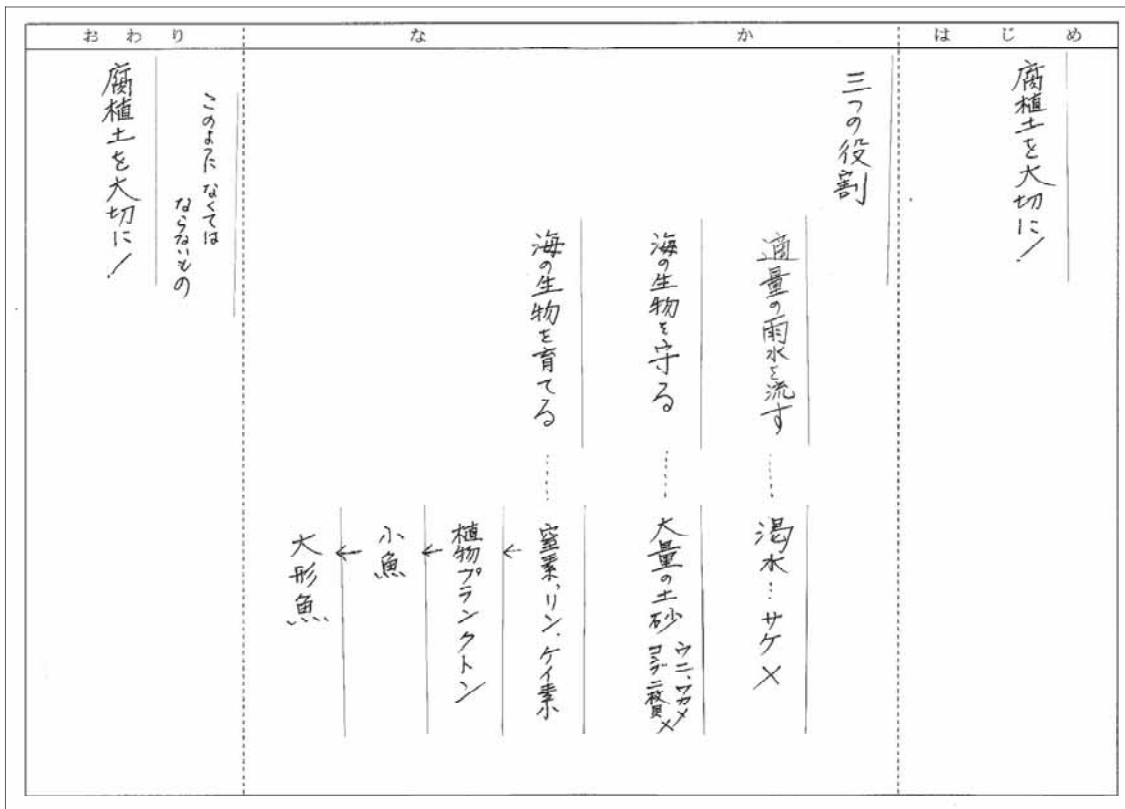 はじめ
なか
おわり
腐植土を大切に!
三つの役割
適量の雨水を流す
……
渇水…サケ×
海の生物を守る
……
大量の土砂
ウニ、ワカメ
コンブ二枚貝×
海の生物を育てる
……
窒素、リン、ケイ素
←
植物プランクトン
←
小魚
←
大形魚
このようになくては
ならないもの
腐植土を大切に!